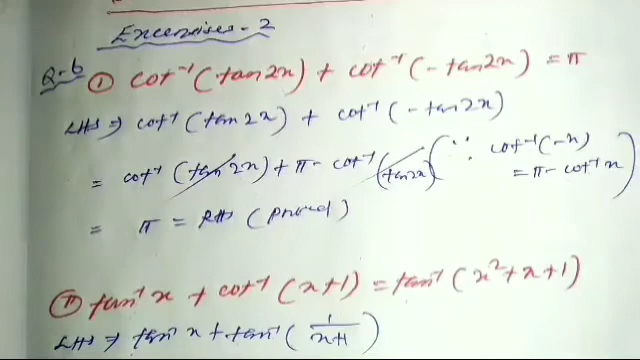 Excercises - 2
Q-6 (i) cot⁻¹(tan2x) + cot⁻¹(-tan2x) = π
LHS ⇒ cot⁻¹(tan2x) + cot⁻¹(-tan2x)
= cot⁻¹(tan2x) + π - cot⁻¹(tan2x) (∵ cot⁻¹(-x)
= π - cot⁻¹x)
= π = RHS (proved)
(ii) tan⁻¹x + cot⁻¹(x+1) = tan⁻¹(x²+x+1)
LHS ⇒ tan⁻¹x + tan⁻¹(1/(x+1))